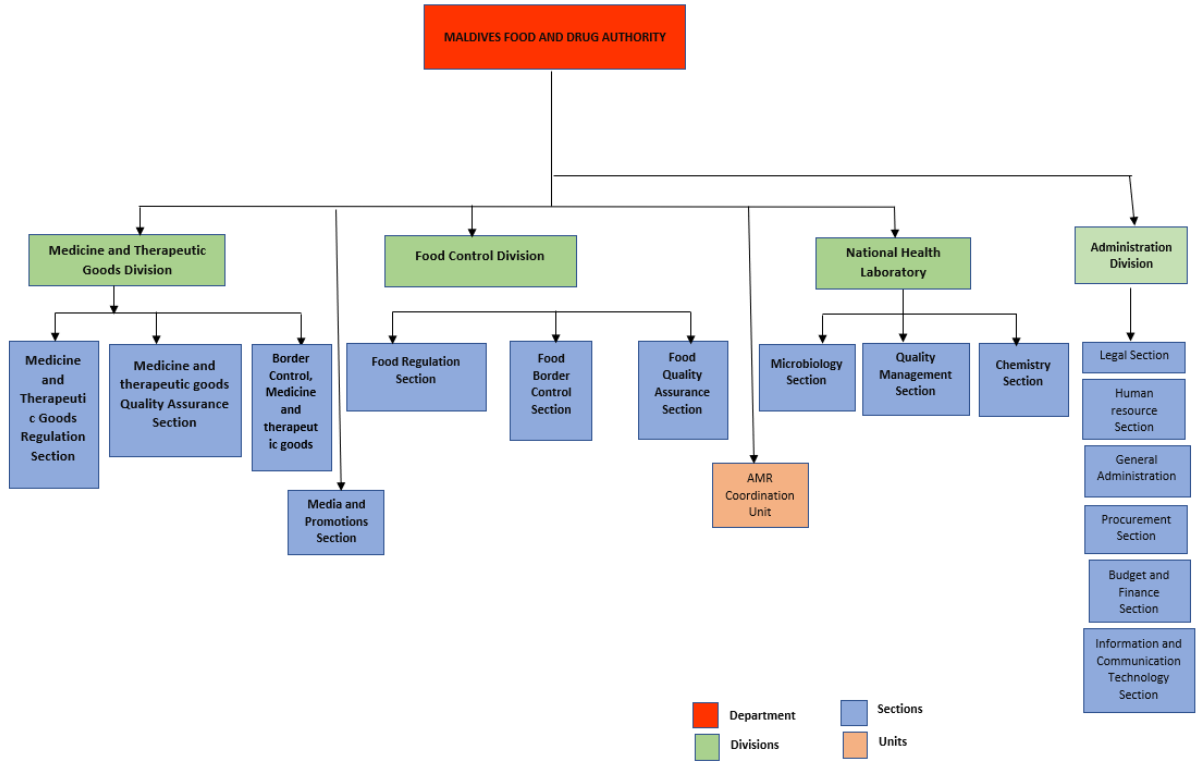 MALDIVES FOOD AND DRUG AUTHORITY
Medicine and Therapeutic
Goods Division
Food Control Division
National Health
Laboratory
Administration
Division
Medicine
and
Therapeuti
c Goods
Regulation
Section
Medicine and
therapeutic goods
Quality Assurance
Section
Border
Control,
Medicine
and
therapeut
ic goods
Media and
Promotions
Section
Food Regulation
Section
Food
Border
Control
Section
Food
Quality
Assurance
Section
AMR
Coordination
Unit
Microbiology
Section
Quality
Management
Section
Chemistry
Section
Legal Section
Human
resource
Section
General
Administration
Procurement
Section
Budget and
Finance
Section
Information and
Communication
Technology
Section
Department
Sections
Divisions
Units